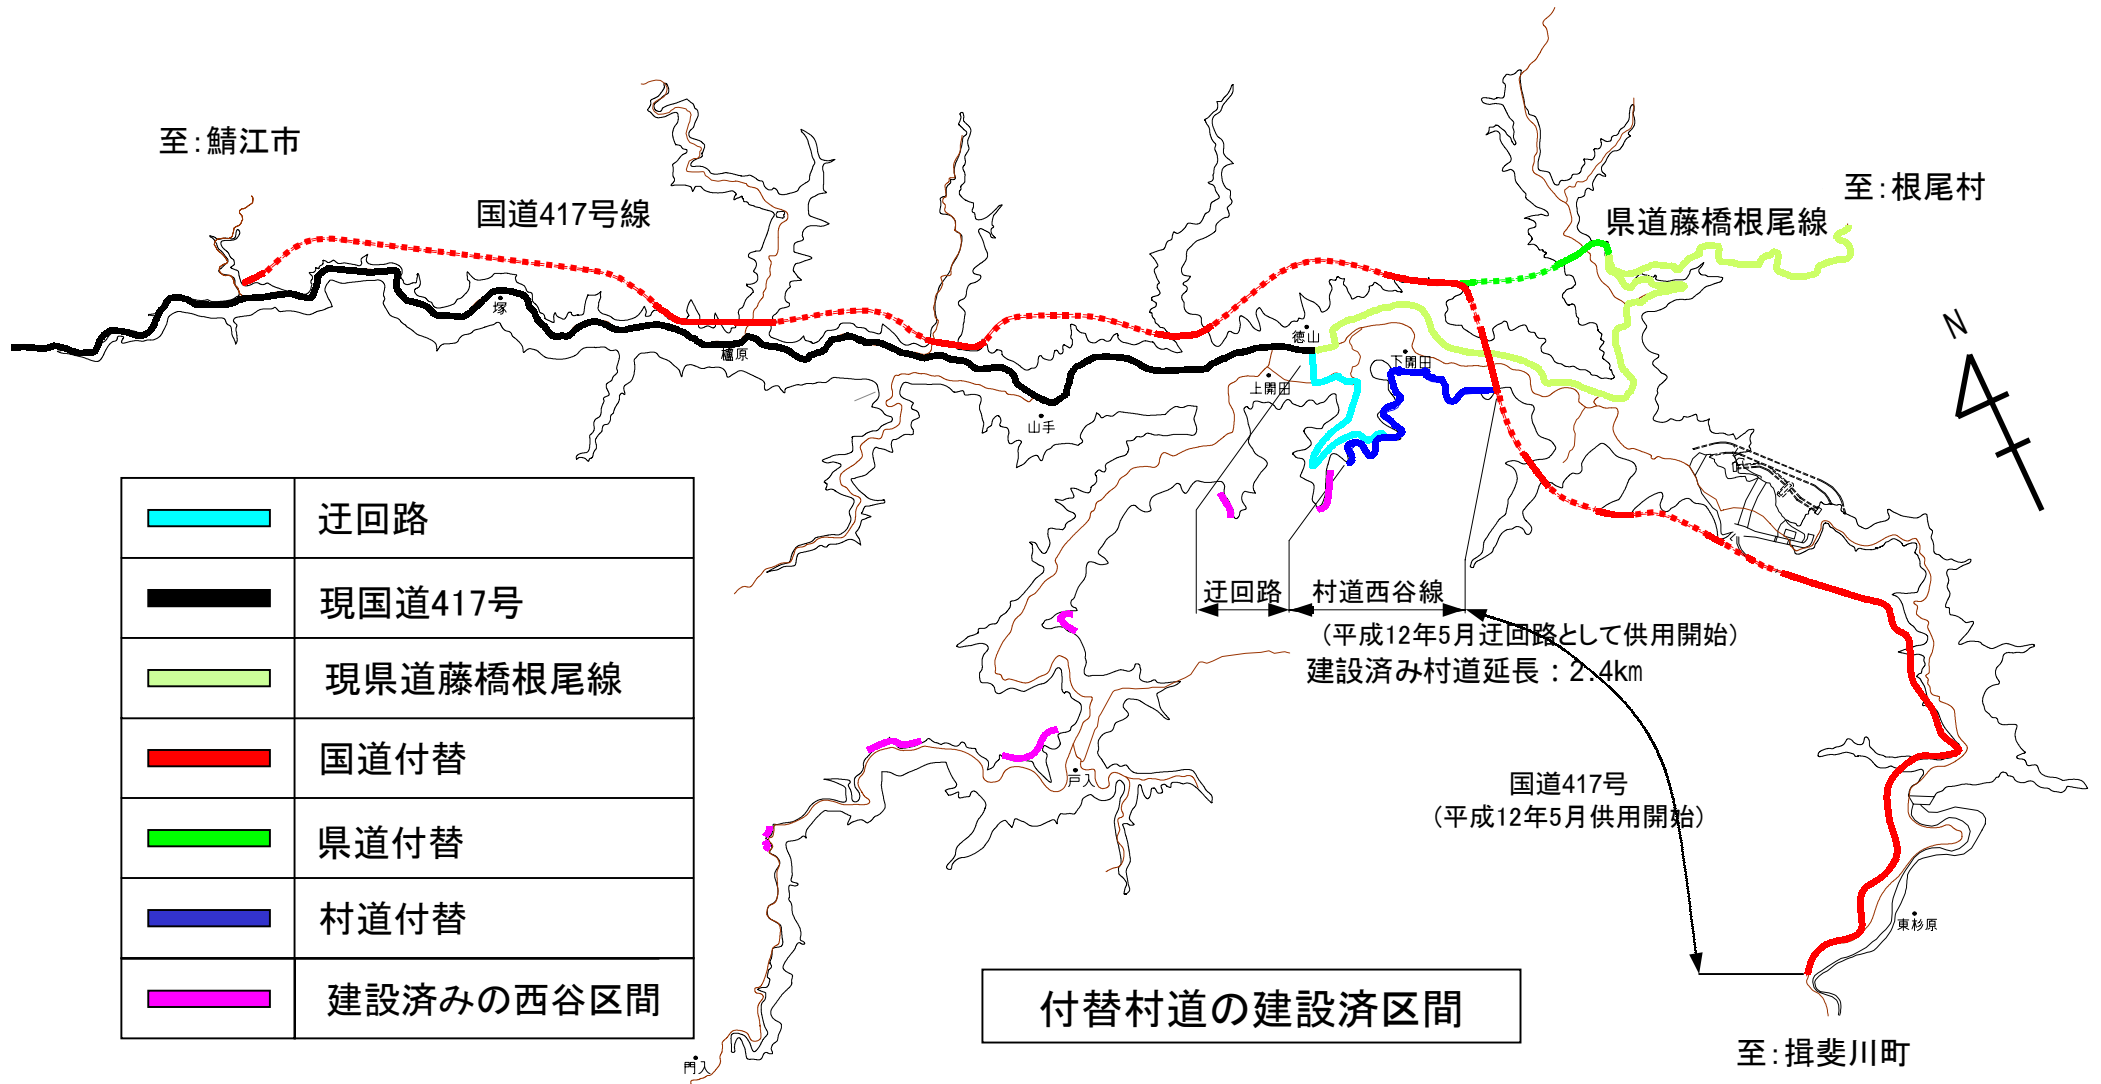 至:鯖江市
国道417号線
至:根尾村
県道藤橋根尾線
N
塚
櫨原
徳山
下開田
上開田
山手
迂回路
現国道417号
現県道藤橋根尾線
国道付替
県道付替
村道付替
建設済みの西谷区間
迂回路
村道西谷線
(平成12年5月迂回路として供用開始)
建設済み村道延長:2.4km
戸入
国道417号
(平成12年5月供用開始)
東杉原
付替村道の建設済区間
門入
至:揖斐川町